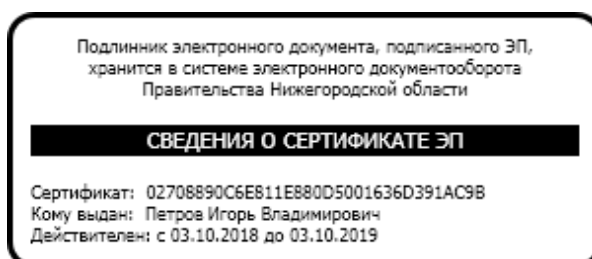 Подлинник электронного документа, подписанного ЭП,
хранится в системе электронного документооборота
Правительства Нижегородской области
СВЕДЕНИЯ О СЕРТИФИКАТЕ ЭП
Сертификат: 02708890C6E811E880D5001636D391AC9B
Кому выдан: Петров Игорь Владимирович
Действителен: с 03.10.2018 до 03.10.2019